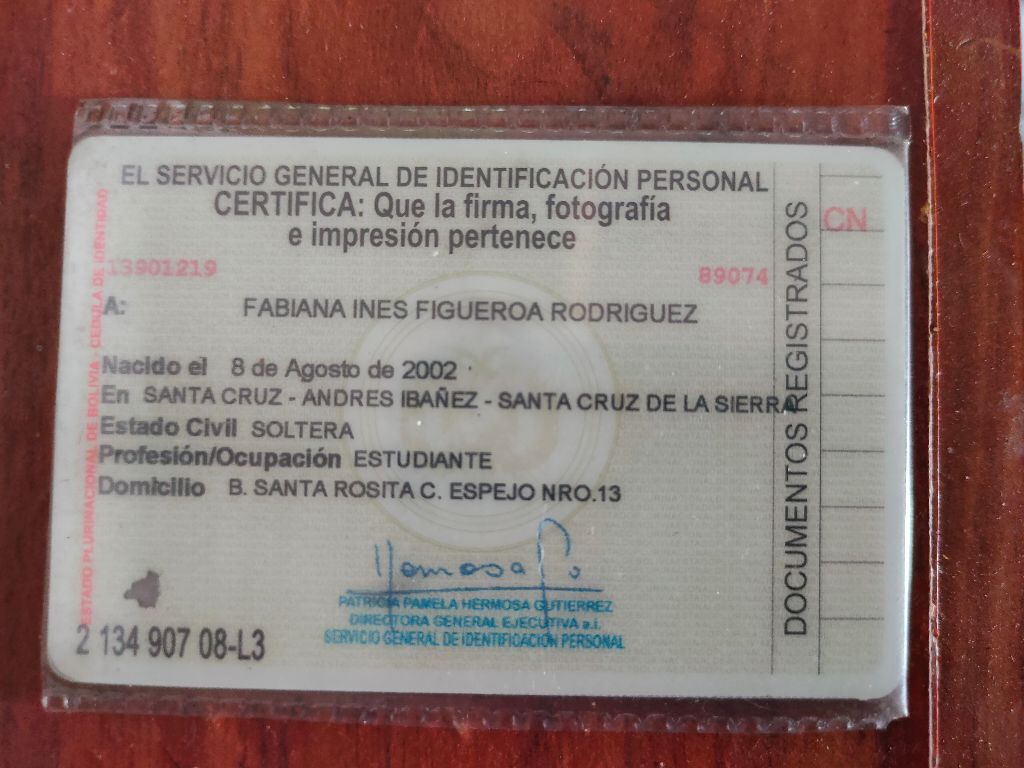 EL SERVICIO GENERAL DE IDENTIFICACIÓN PERSONAL
CERTIFICA: Que la firma, fotografía
e impresión pertenece
13901219
89074
A: FABIANA INES FIGUEROA RODRIGUEZ
Nacido el 8 de Agosto de 2002
En SANTA CRUZ - ANDRES IBAÑEZ - SANTA CRUZ DE LA SIERRA
Estado Civil SOLTERA
Profesión/Ocupación ESTUDIANTE
Domicilio B. SANTA ROSITA C. ESPEJO NRO.13
Hermosa P.
PATRICIA PAMELA HERMOSA GUTIERREZ
DIRECTORA GENERAL EJECUTIVA a.i.
SERVICIO GENERAL DE IDENTIFICACIÓN PERSONAL
2 134 907 08-L3
ESTADO PLURINACIONAL DE BOLIVIA - CEDULA DE IDENTIDAD
DOCUMENTOS REGISTRADOS
CN